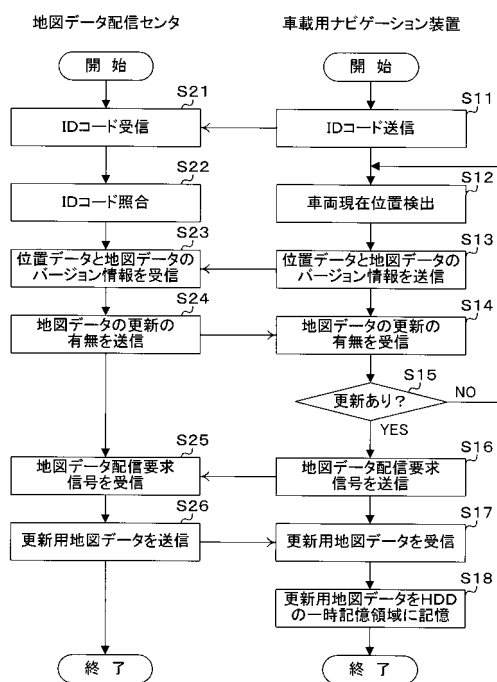 地図データ配信センタ
車載用ナビゲーション装置
開 始
開 始
S21
IDコード受信
S11
IDコード送信
S22
IDコード照合
S12
車両現在位置検出
S23
位置データと地図データの
バージョン情報を受信
S13
位置データと地図データの
バージョン情報を送信
S24
地図データの更新の
有無を送信
S14
地図データの更新の
有無を受信
S15
更新あり?
NO
YES
S25
地図データ配信要求
信号を受信
S16
地図データ配信要求
信号を送信
S26
更新用地図データを送信
S17
更新用地図データを受信
S18
更新用地図データをHDD
の一時記憶領域に記憶
終 了
終 了